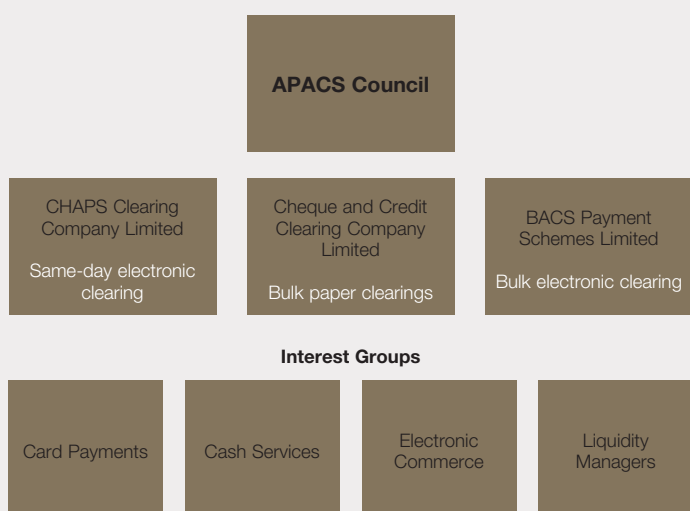 APACS Council
CHAPS Clearing
Company Limited
Same-day electronic
clearing
Cheque and Credit
Clearing Company
Limited
Bulk paper clearings
BACS Payment
Schemes Limited
Bulk electronic clearing
Interest Groups
Card Payments
Cash Services
Electronic
Commerce
Liquidity
Managers